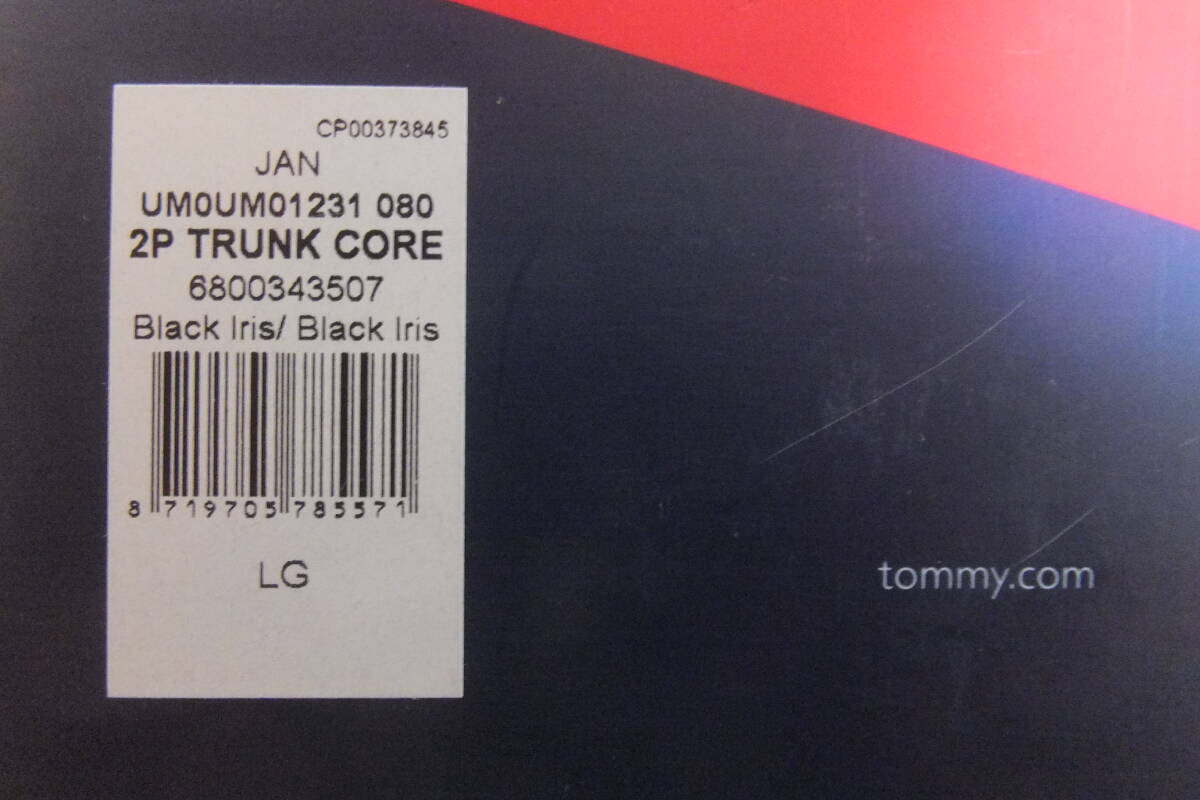 CP00373845
JAN
UM0UM01231 080
2P TRUNK CORE
6800343507
Black Iris/ Black Iris
8 719705 785571
LG
tommy.com